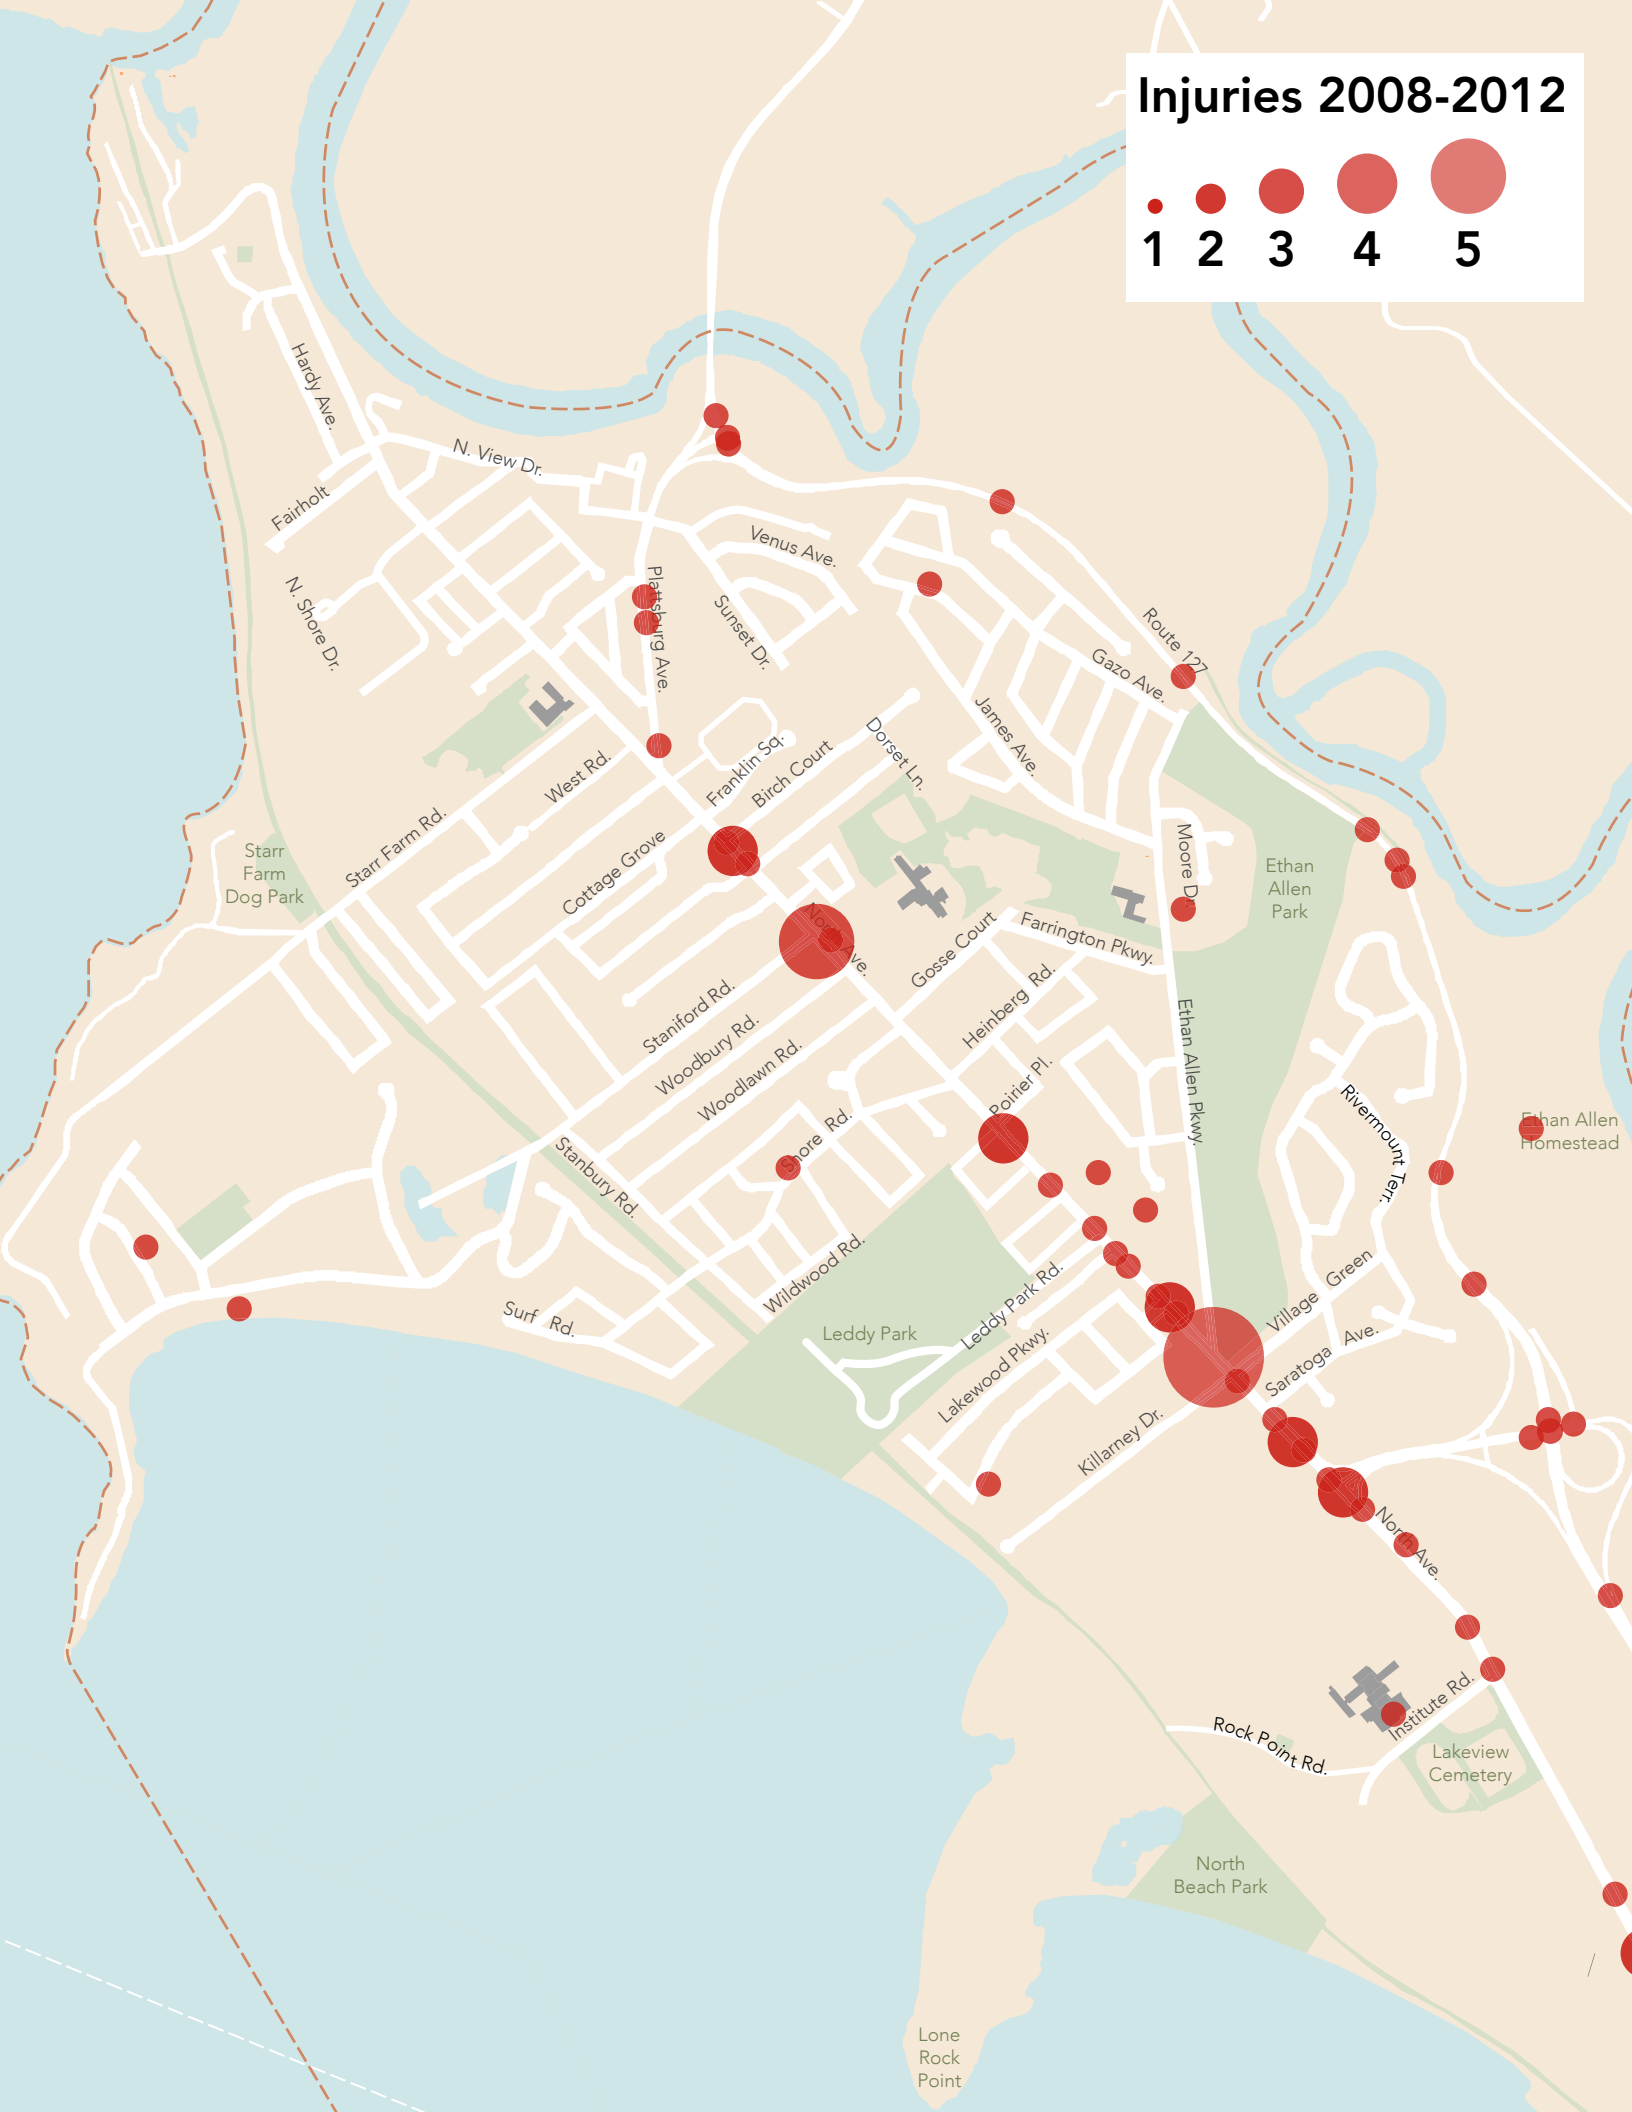 Injuries 2008-2012
1 2 3 4 5
Hardy Ave.
N. View Dr.
Fairholt
Venus Ave.
N. Shore Dr.
Plattsburg Ave.
Sunset Dr.
Route 127
Gazo Ave.
James Ave.
Dorset Ln.
Franklin Sq.
Birch Court
West Rd.
Starr Farm Rd.
Cottage Grove
Starr
Farm
Dog Park
Moore Dr.
Ethan
Allen
Park
North Ave.
Gosse Court
Farrington Pkwy.
Heinberg Rd.
Staniford Rd.
Woodbury Rd.
Woodlawn Rd.
Ethan Allen Pkwy.
Poirier Pl.
Rivermount Terr.
Ethan Allen
Homestead
Shore Rd.
Stanbury Rd.
Wildwood Rd.
Surf Rd.
Leddy Park
Leddy Park Rd.
Lakewood Pkwy.
Village Green
Saratoga Ave.
Killarney Dr.
North Ave.
Institute Rd.
Rock Point Rd.
Lakeview
Cemetery
North
Beach Park
Lone
Rock
Point